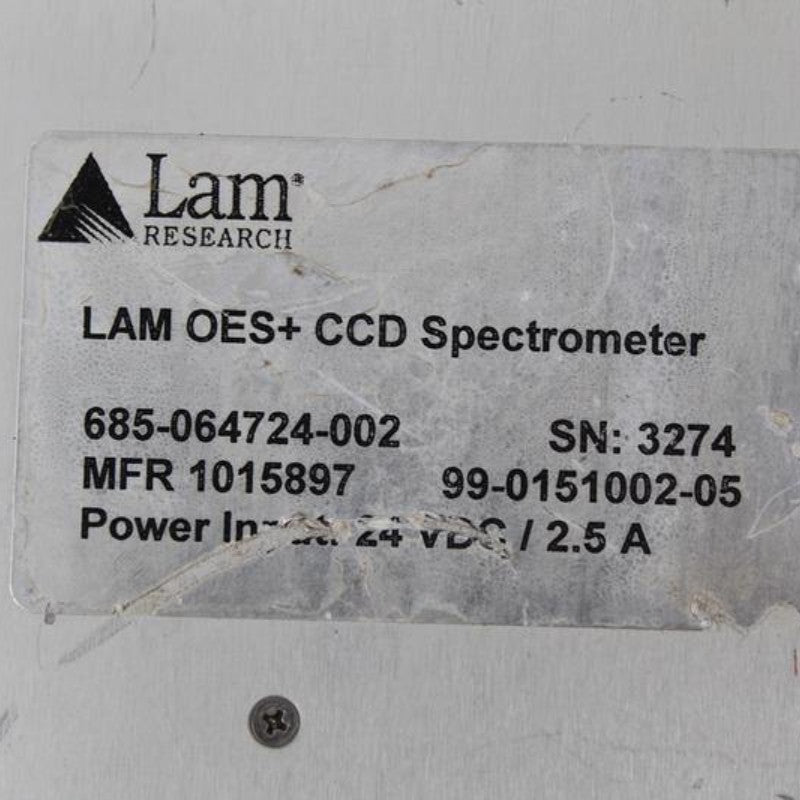 Lam
RESEARCH
LAM OES+ CCD Spectrometer
685-064724-002 SN: 3274
MFR 1015897 99-0151002-05
Power Input: 24 VDC / 2.5 A